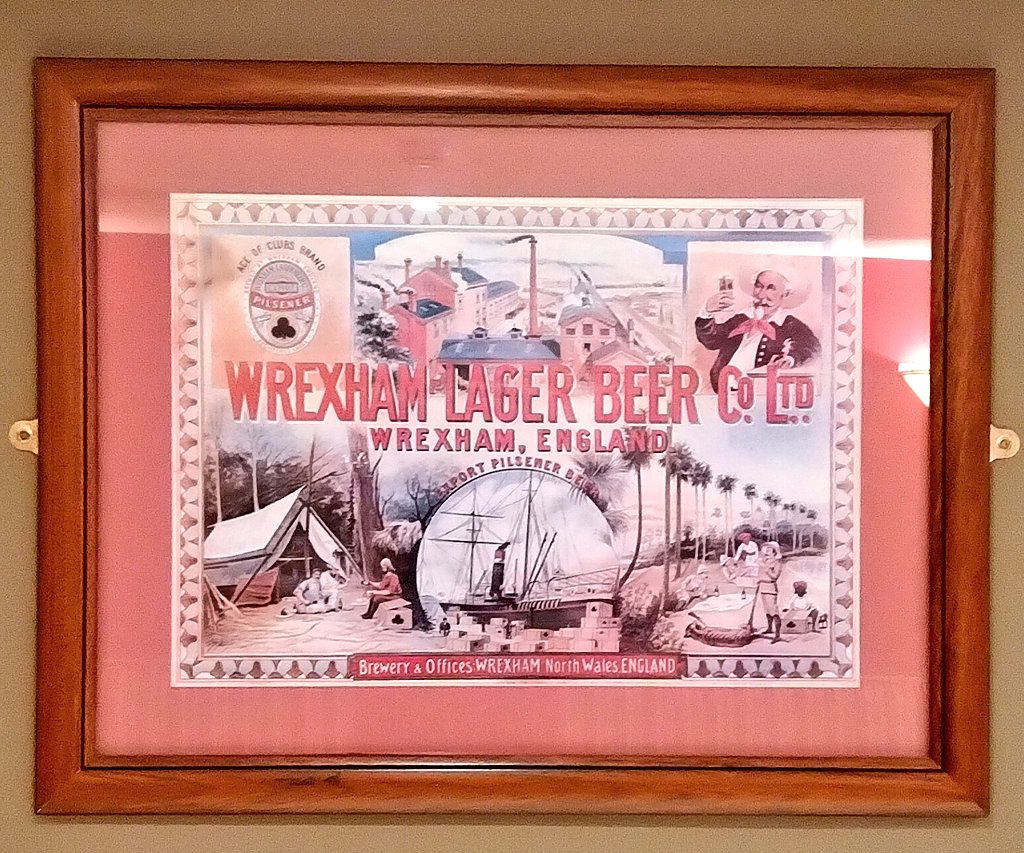 ACE OF CLUBS BRAND
PILSENER
WREXHAM LAGER BEER Co. LTD.
WREXHAM, ENGLAND.
EXPORT PILSENER BEER
Brewery & Offices WREXHAM North Wales ENGLAND